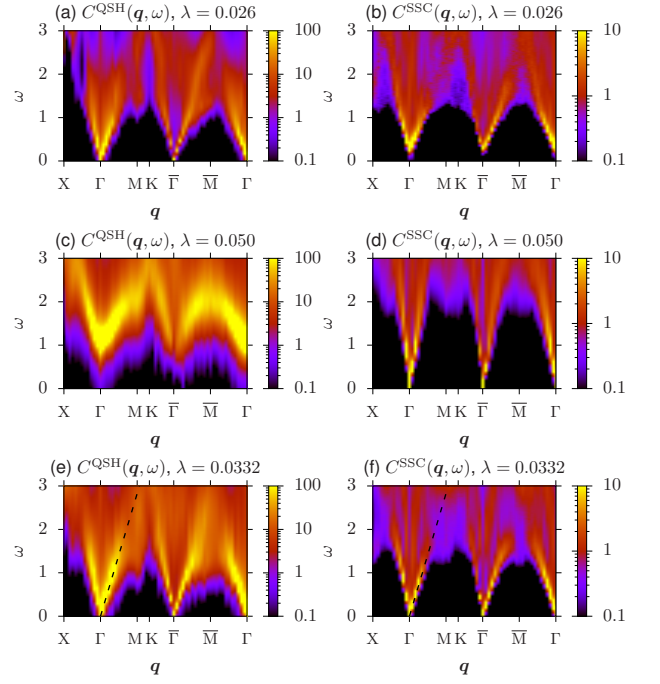 (a) C^QSH(q, ω), λ = 0.026
(b) C^SSC(q, ω), λ = 0.026
3
2
1
0
ω
X Γ M K Γ̅ M̅ Γ
q
100
10
1
0.1
3
2
1
0
ω
X Γ M K Γ̅ M̅ Γ
q
10
1
0.1
(c) C^QSH(q, ω), λ = 0.050
(d) C^SSC(q, ω), λ = 0.050
3
2
1
0
ω
X Γ M K Γ̅ M̅ Γ
q
100
10
1
0.1
3
2
1
0
ω
X Γ M K Γ̅ M̅ Γ
q
10
1
0.1
(e) C^QSH(q, ω), λ = 0.0332
(f) C^SSC(q, ω), λ = 0.0332
3
2
1
0
ω
X Γ M K Γ̅ M̅ Γ
q
100
10
1
0.1
3
2
1
0
ω
X Γ M K Γ̅ M̅ Γ
q
10
1
0.1